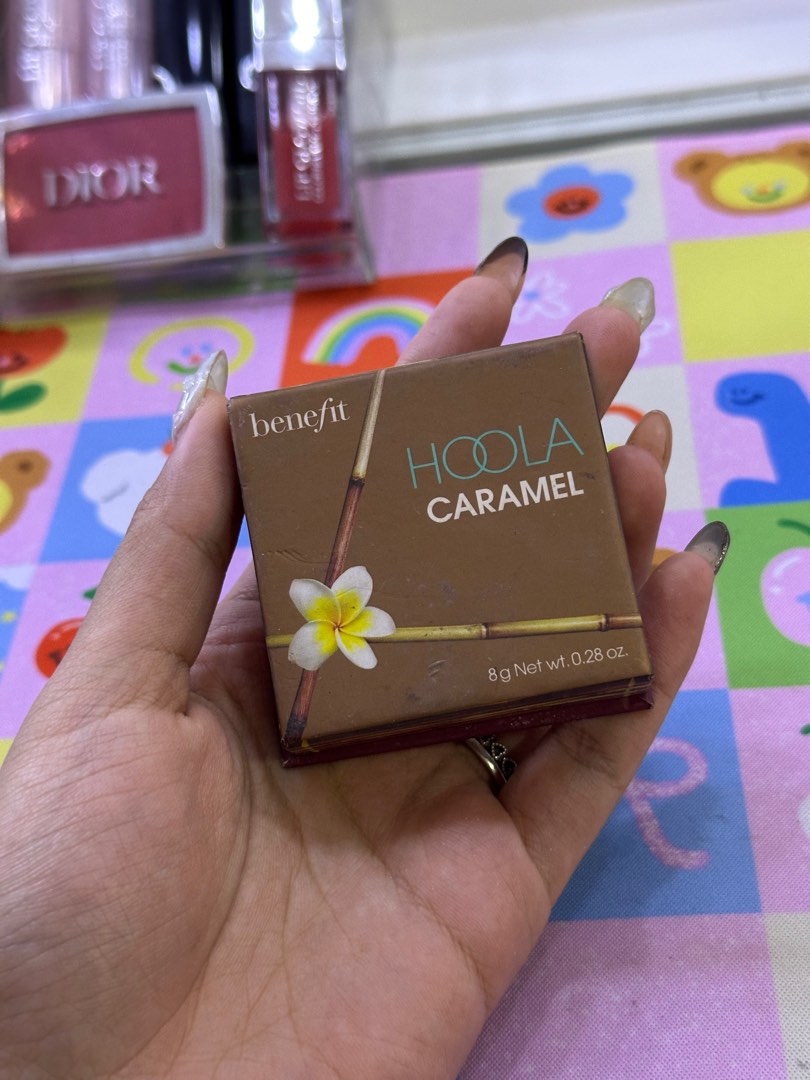 DIOR
benefit
HOOLA
CARAMEL
8g Net wt. 0.28 oz.